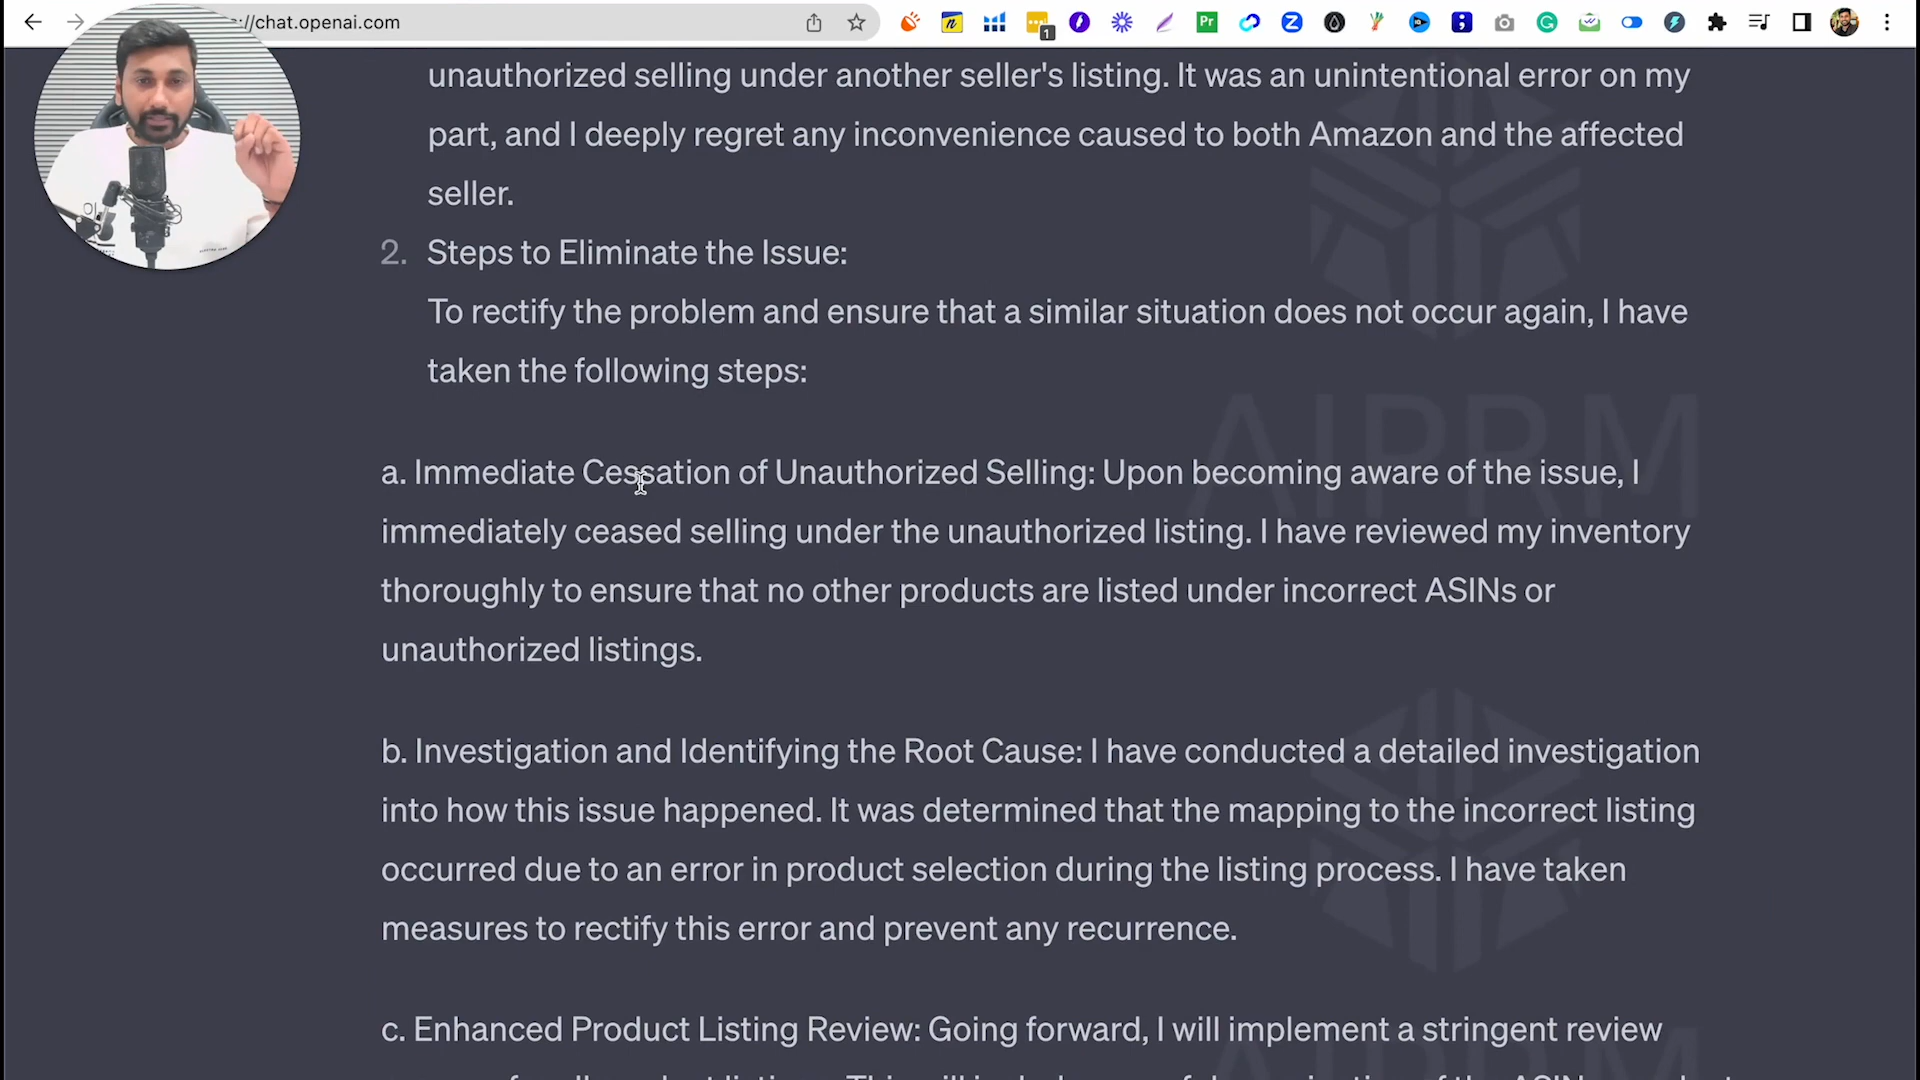 ://chat.openai.com
1
unauthorized selling under another seller's listing. It was an unintentional error on my
part, and I deeply regret any inconvenience caused to both Amazon and the affected
seller.
2. Steps to Eliminate the Issue:
To rectify the problem and ensure that a similar situation does not occur again, I have
taken the following steps:
AIPRM
a. Immediate Cessation of Unauthorized Selling: Upon becoming aware of the issue, I
immediately ceased selling under the unauthorized listing. I have reviewed my inventory
thoroughly to ensure that no other products are listed under incorrect ASINs or
unauthorized listings.
b. Investigation and Identifying the Root Cause: I have conducted a detailed investigation
into how this issue happened. It was determined that the mapping to the incorrect listing
occurred due to an error in product selection during the listing process. I have taken
measures to rectify this error and prevent any recurrence.
c. Enhanced Product Listing Review: Going forward, I will implement a stringent review